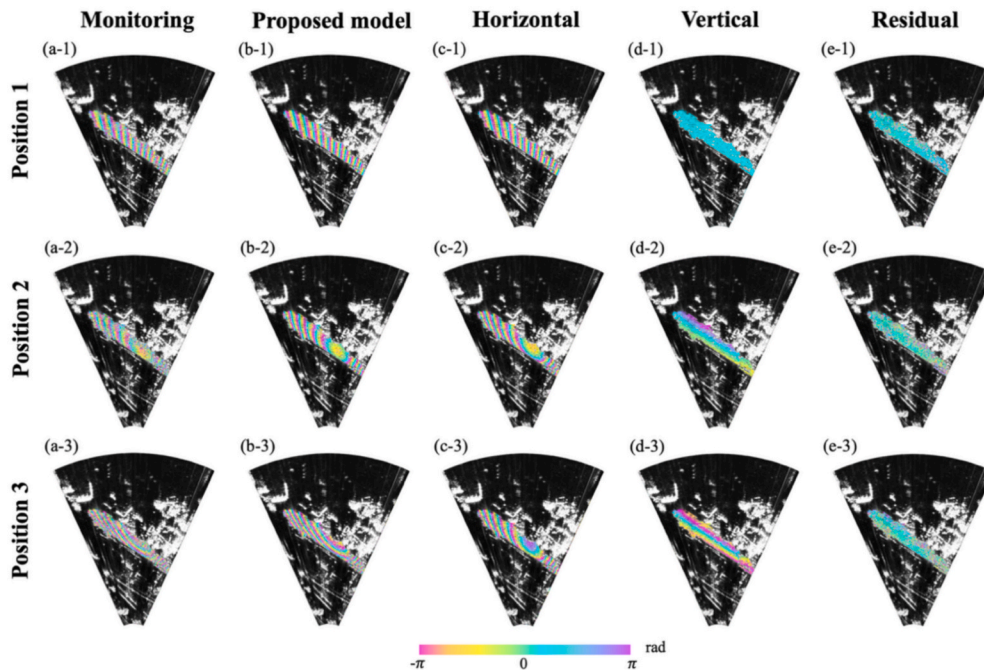 Monitoring Proposed model Horizontal Vertical Residual
(a-1) (b-1) (c-1) (d-1) (e-1)
Position 1
(a-2) (b-2) (c-2) (d-2) (e-2)
Position 2
(a-3) (b-3) (c-3) (d-3) (e-3)
Position 3
rad
-π 0 π